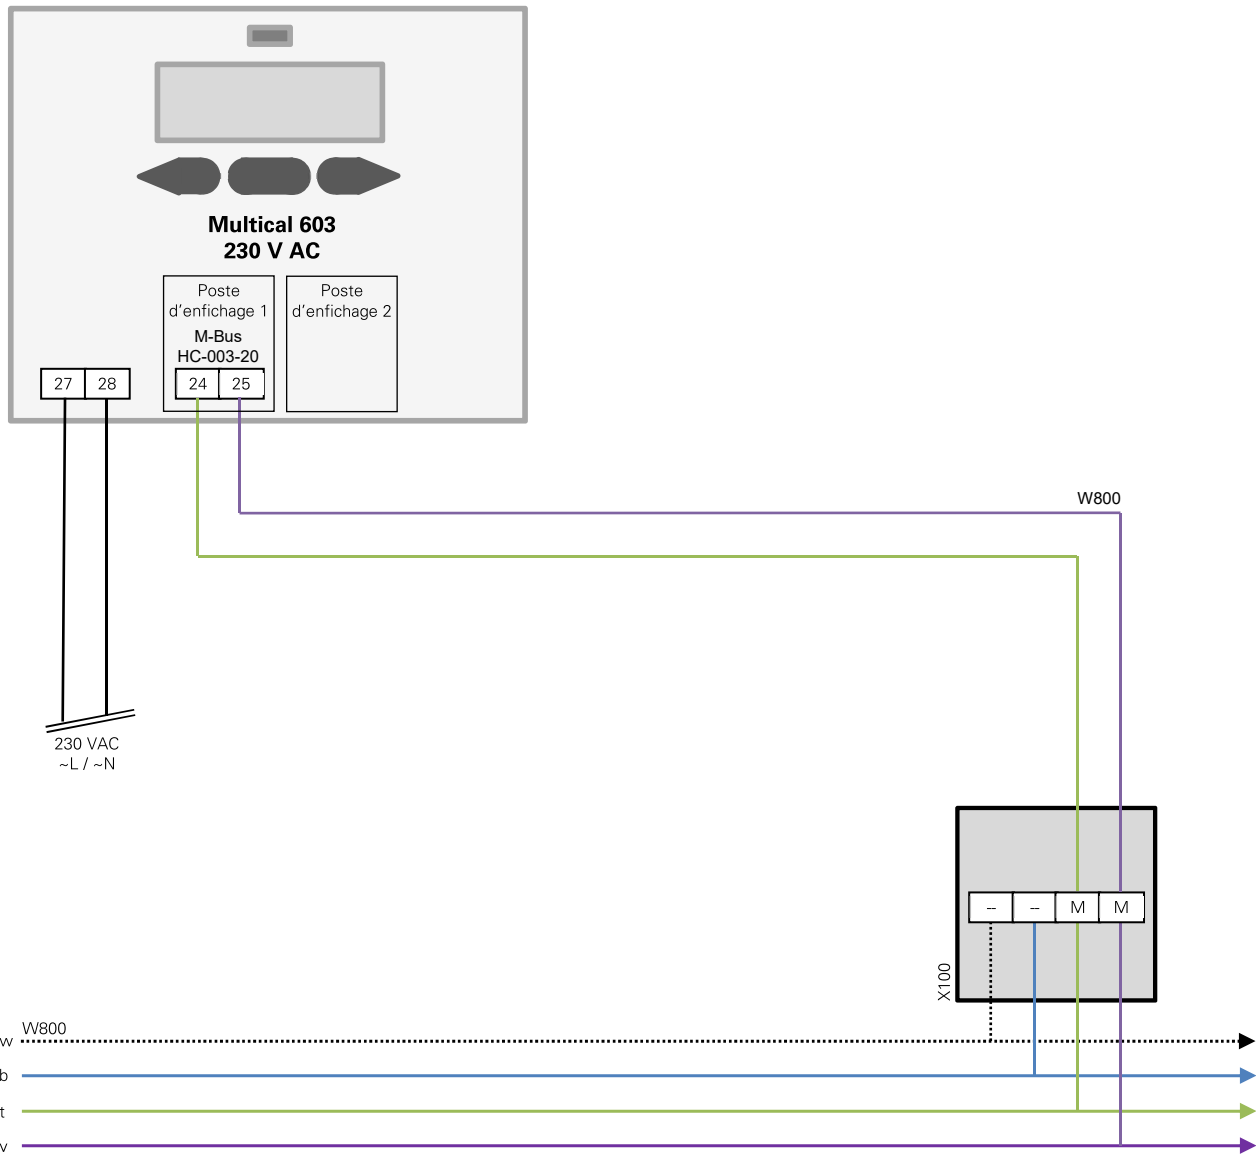 Multical 603
230 V AC
Poste
d'enfichage 1
M-Bus
HC-003-20
Poste
d'enfichage 2
27 28
24 25
W800
230 VAC
~L / ~N
-- -- M M
X100
W800
w
b
t
v